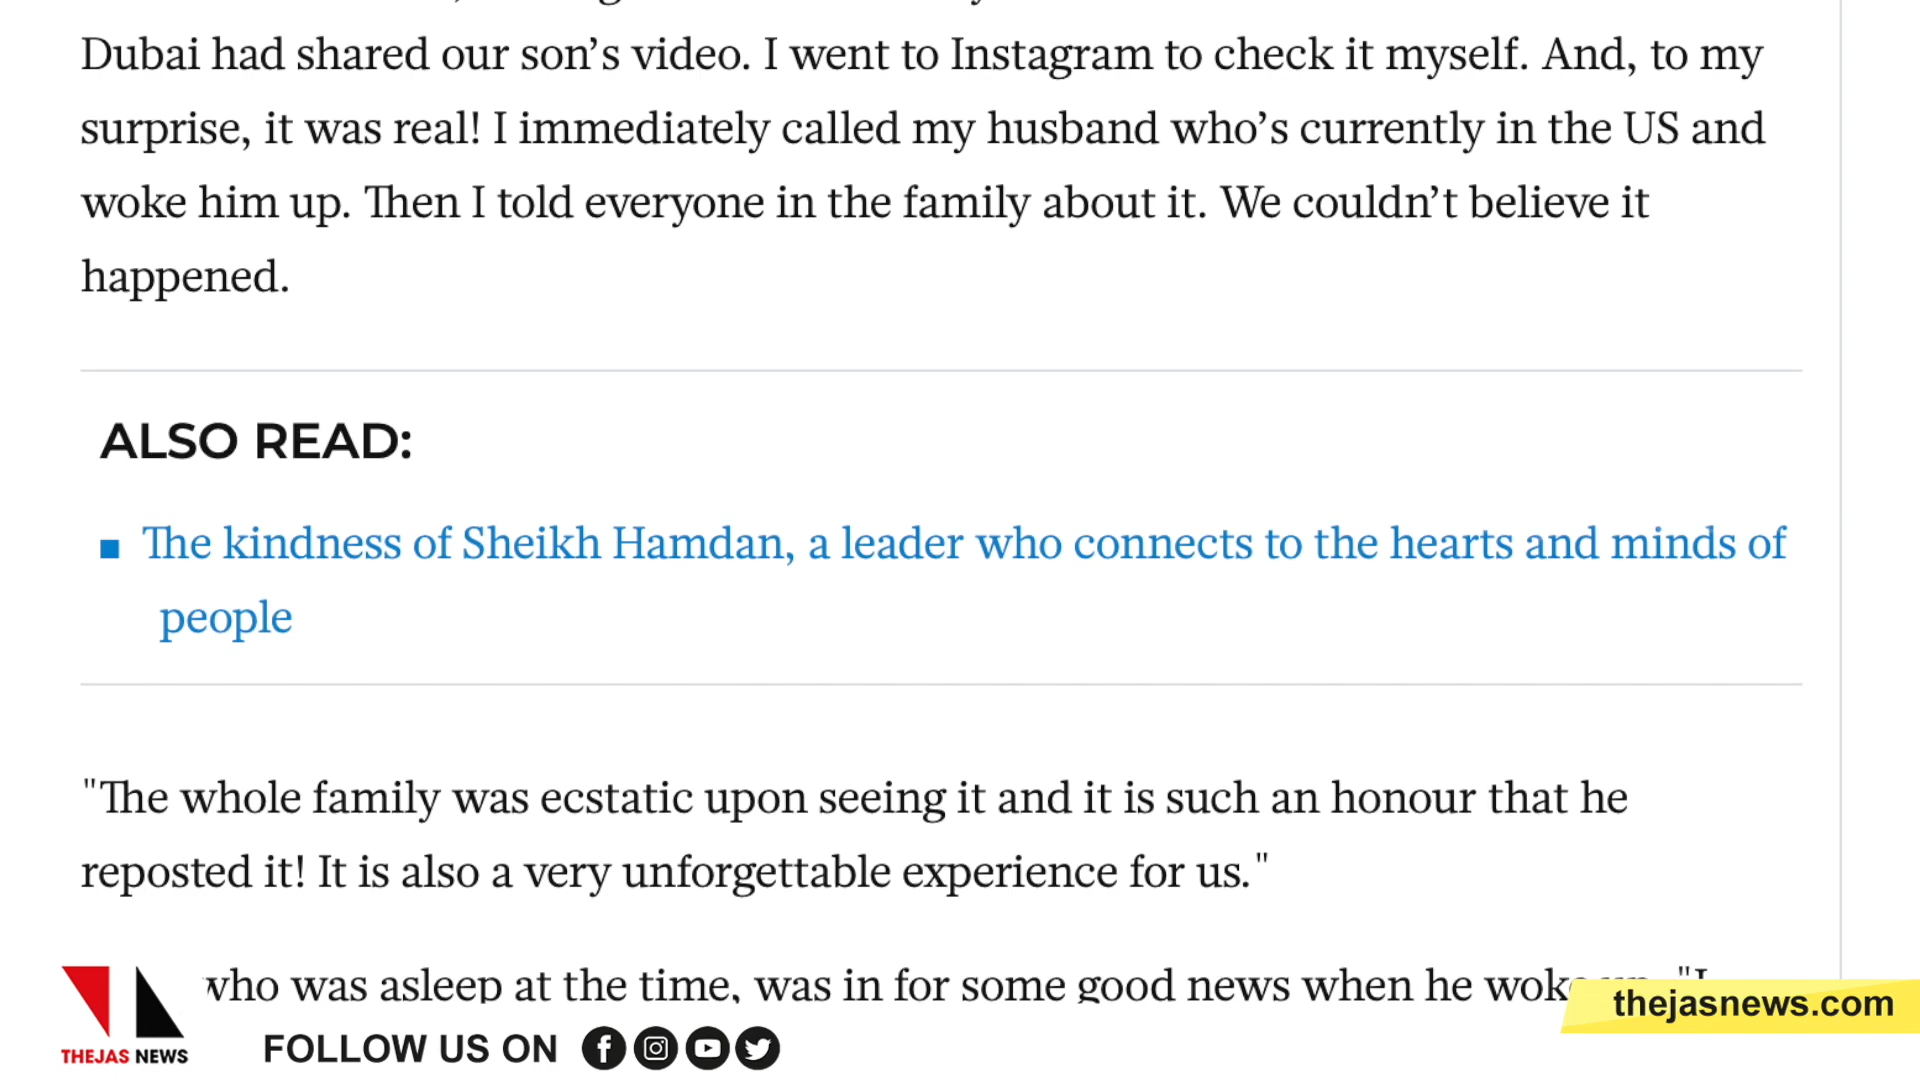 Dubai had shared our son’s video. I went to Instagram to check it myself. And, to my
surprise, it was real! I immediately called my husband who’s currently in the US and
woke him up. Then I told everyone in the family about it. We couldn’t believe it
happened.
ALSO READ:
The kindness of Sheikh Hamdan, a leader who connects to the hearts and minds of
people
"The whole family was ecstatic upon seeing it and it is such an honour that he
reposted it! It is also a very unforgettable experience for us."
who was asleep at the time, was in for some good news when he woke up. "I
thejasnews.com
THEJAS NEWS
FOLLOW US ON